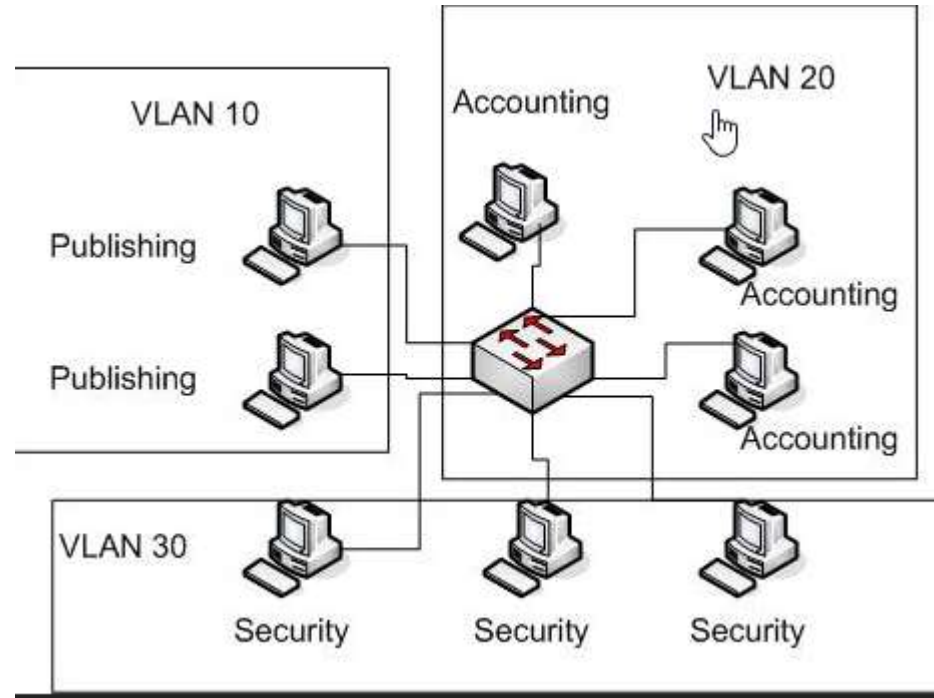 VLAN 10
Publishing
Publishing
Accounting
VLAN 20
Accounting
Accounting
VLAN 30
Security
Security
Security